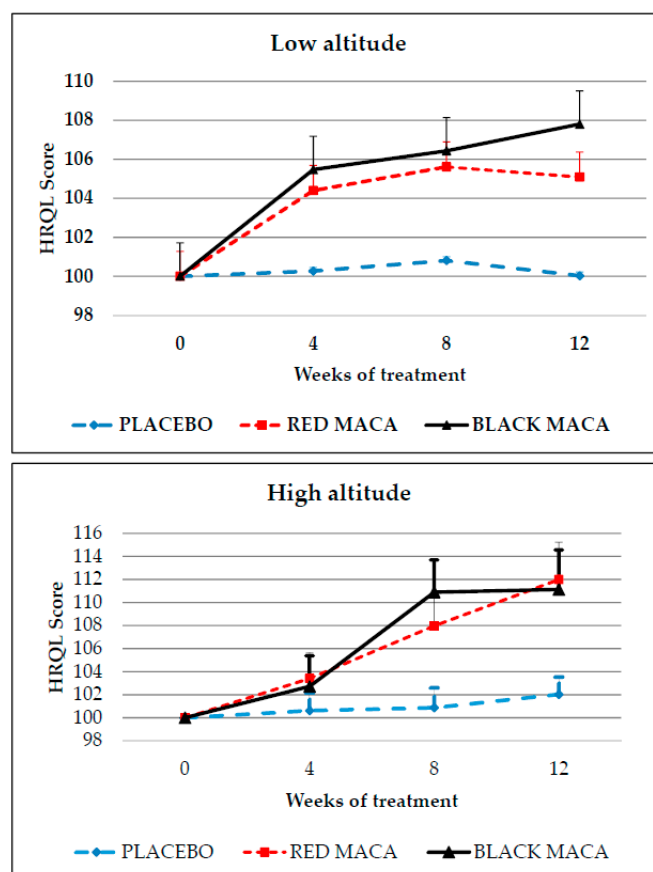 Low altitude
110
108
106
104
102
100
98
HRQL Score
0 4 8 12
Weeks of treatment
PLACEBO RED MACA BLACK MACA
High altitude
116
114
112
110
108
106
104
102
100
98
HRQL Score
0 4 8 12
Weeks of treatment
PLACEBO RED MACA BLACK MACA